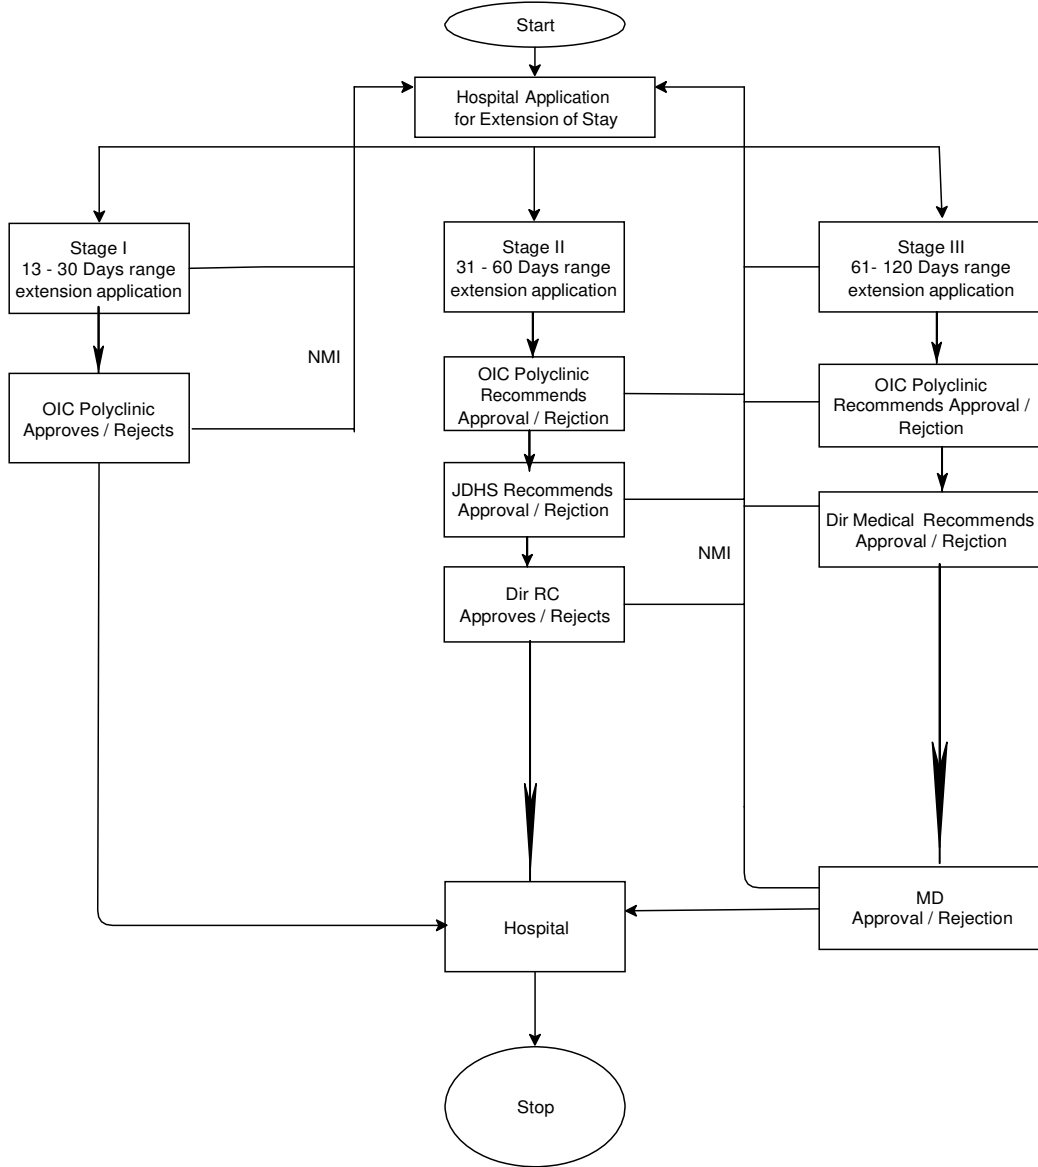 Start
Hospital Application
for Extension of Stay
Stage I
13 - 30 Days range
extension application
Stage II
31 - 60 Days range
extension application
Stage III
61- 120 Days range
extension application
NMI
OIC Polyclinic
Approves / Rejects
OIC Polyclinic
Recommends
Approval / Rejction
OIC Polyclinic
Recommends Approval /
Rejction
JDHS Recommends
Approval / Rejction
Dir Medical Recommends
Approval / Rejction
NMI
Dir RC
Approves / Rejects
MD
Approval / Rejection
Hospital
Stop